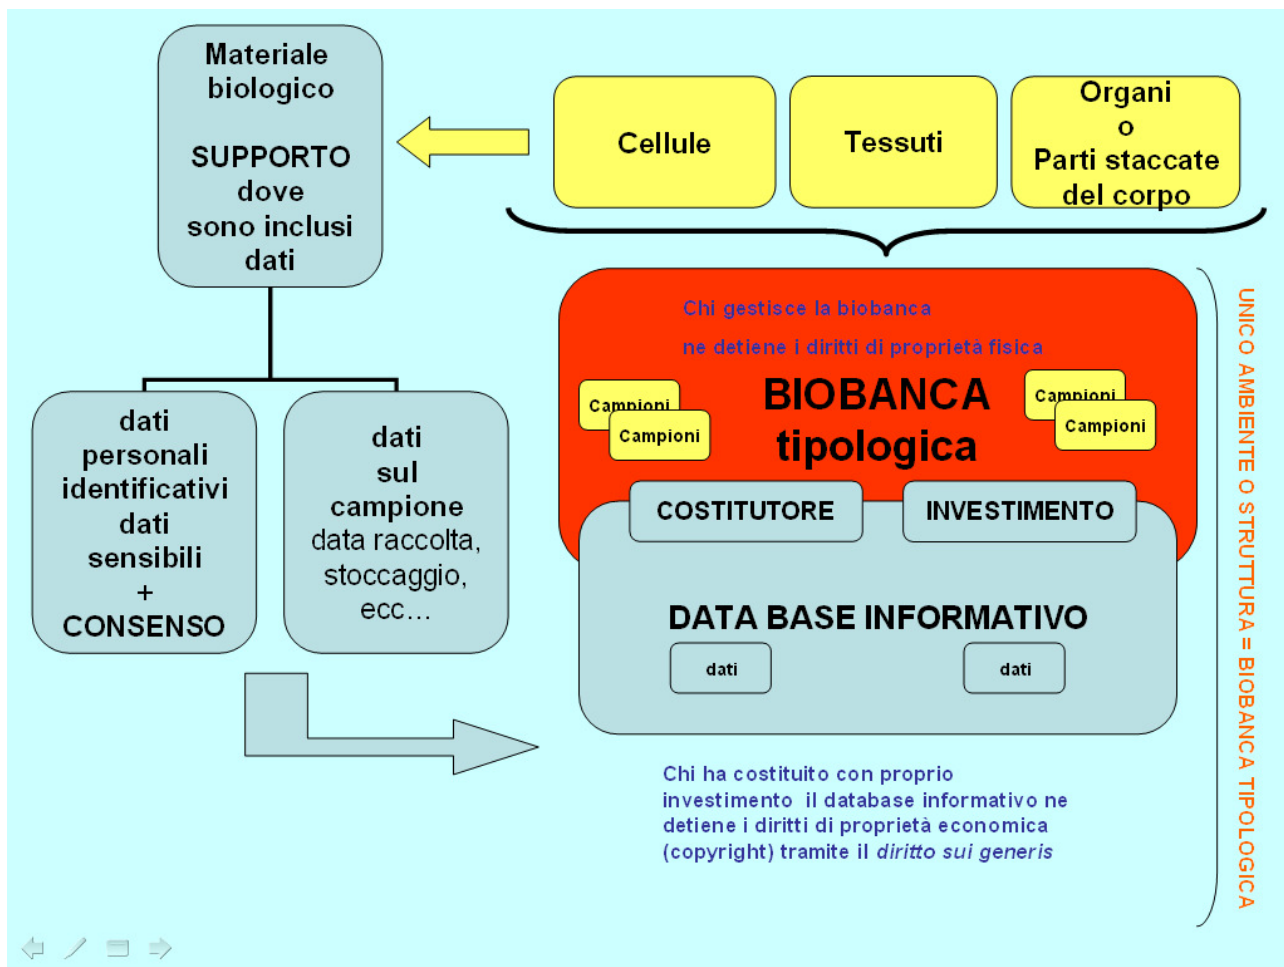 Materiale
biologico
SUPPORTO
dove
sono inclusi
dati
Cellule
Tessuti
Organi
o
Parti staccate
del corpo
Chi gestisce la biobanca
ne detiene i diritti di proprietà fisica
BIOBANCA
tipologica
Campioni
Campioni
Campioni
Campioni
COSTITUTORE
INVESTIMENTO
DATA BASE INFORMATIVO
dati
dati
dati
personali
identificativi
dati
sensibili
+
CONSENSO
dati
sul
campione
data raccolta,
stoccaggio,
ecc...
Chi ha costituito con proprio
investimento il database informativo ne
detiene i diritti di proprietà economica
(copyright) tramite il diritto sui generis
UNICO AMBIENTE O STRUTTURA = BIOBANCA TIPOLOGICA